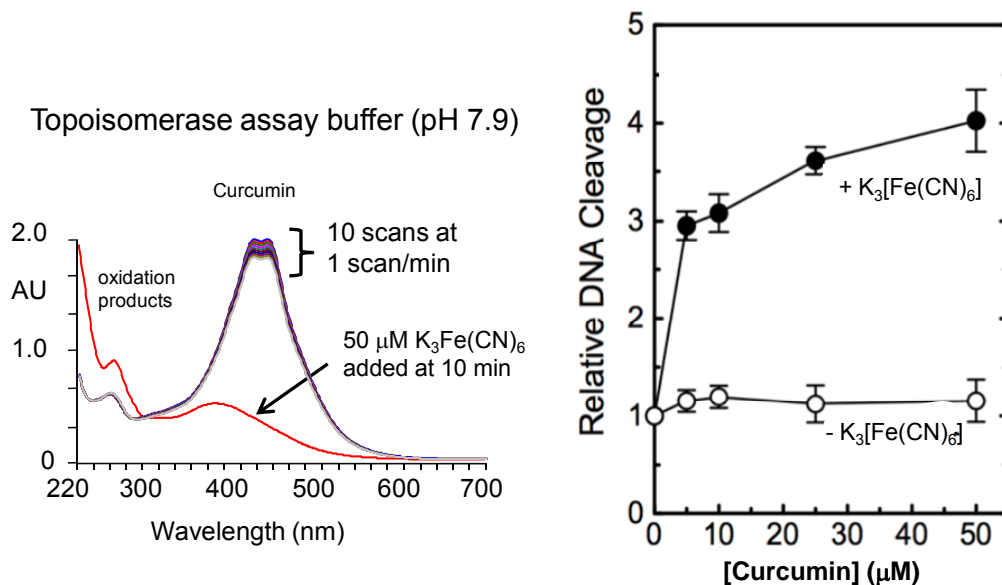 Topoisomerase assay buffer (pH 7.9)
Curcumin
2.0
AU
1.0
0
oxidation
products
10 scans at
1 scan/min
50 μM K₃Fe(CN)₆
added at 10 min
220 300 400 500 600 700
Wavelength (nm)
Relative DNA Cleavage
5
4
3
2
1
0
+ K₃[Fe(CN)₆]
- K₃[Fe(CN)₆]
0 10 20 30 40 50
[Curcumin] (μM)